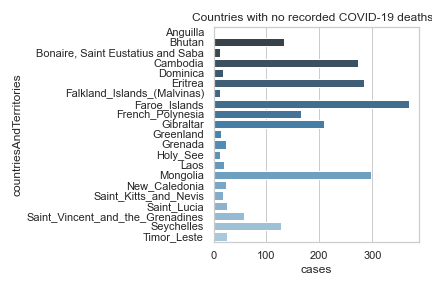 Countries with no recorded COVID-19 deaths
countriesAndTerritories
Anguilla
Bhutan
Bonaire, Saint Eustatius and Saba
Cambodia
Dominica
Eritrea
Falkland_Islands_(Malvinas)
Faroe_Islands
French_Polynesia
Gibraltar
Greenland
Grenada
Holy_See
Laos
Mongolia
New_Caledonia
Saint_Kitts_and_Nevis
Saint_Lucia
Saint_Vincent_and_the_Grenadines
Seychelles
Timor_Leste
0 100 200 300
cases